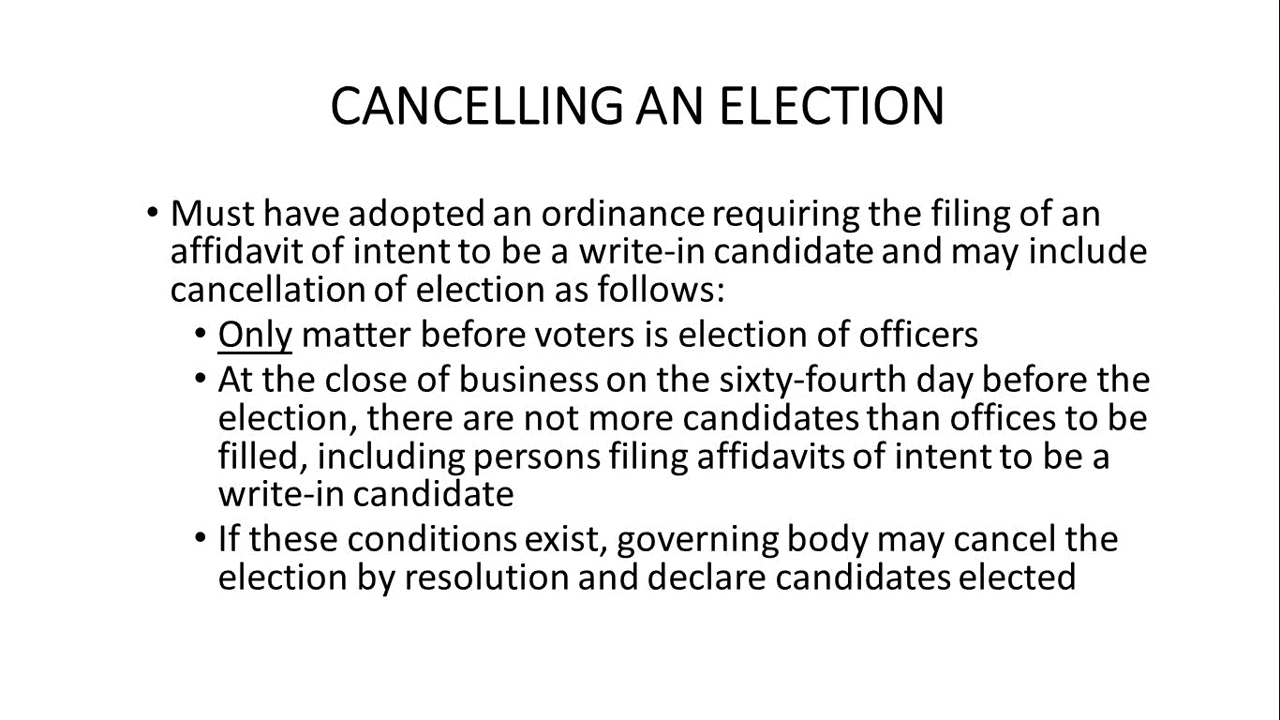 CANCELLING AN ELECTION
• Must have adopted an ordinance requiring the filing of an
affidavit of intent to be a write-in candidate and may include
cancellation of election as follows:
• Only matter before voters is election of officers
• At the close of business on the sixty-fourth day before the
election, there are not more candidates than offices to be
filled, including persons filing affidavits of intent to be a
write-in candidate
• If these conditions exist, governing body may cancel the
election by resolution and declare candidates elected